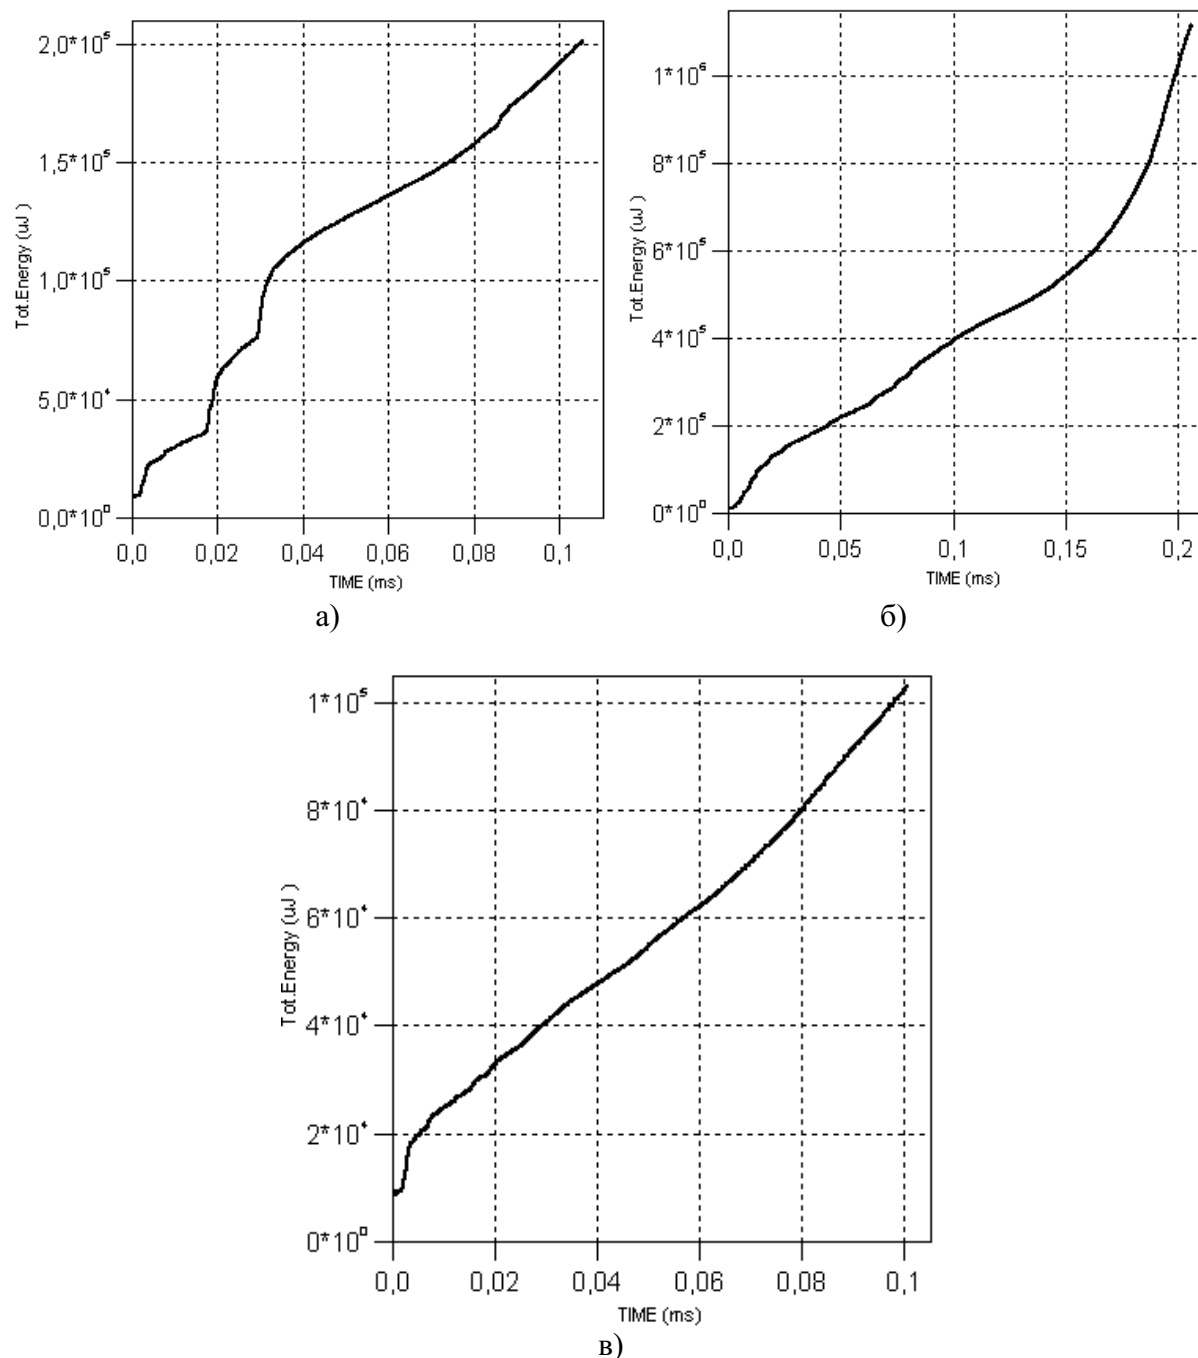 2,0*10⁵
1,5*10⁵
1,0*10⁵
5,0*10⁴
0,0*10⁰
Tot.Energy (uJ )
0,0 0,02 0,04 0,06 0,08 0,1
TIME (ms)
а)
1*10⁶
8*10⁵
6*10⁵
4*10⁵
2*10⁵
0*10⁰
Tot.Energy (uJ )
0,0 0,05 0,1 0,15 0,2
TIME (ms)
б)
1*10⁵
8*10⁴
6*10⁴
4*10⁴
2*10⁴
0*10⁰
Tot.Energy (uJ )
0,0 0,02 0,04 0,06 0,08 0,1
TIME (ms)
в)